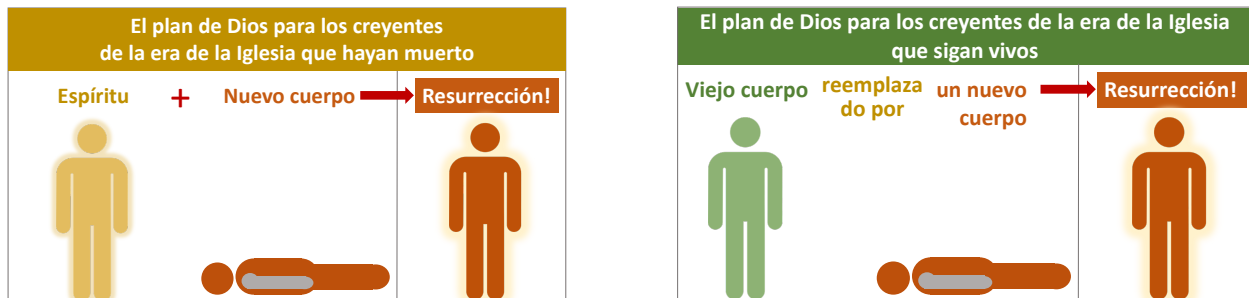 El plan de Dios para los creyentes
de la era de la Iglesia que hayan muerto
Espíritu + Nuevo cuerpo Resurrección!
El plan de Dios para los creyentes de la era de la Iglesia
que sigan vivos
Viejo cuerpo reemplaza
do por un nuevo
cuerpo Resurrección!